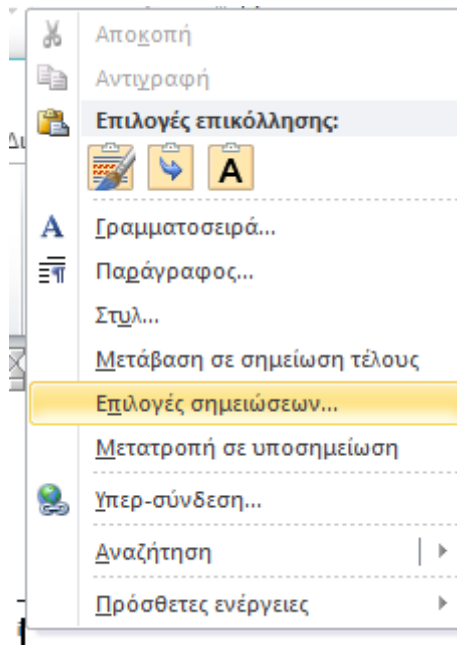 Αποκοπή
Αντιγραφή
Επιλογές επικόλλησης:
A
A Γραμματοσειρά...
Παράγραφος...
Στυλ...
Μετάβαση σε σημείωση τέλους
Επιλογές σημειώσεων...
Μετατροπή σε υποσημείωση
Υπερ-σύνδεση...
Αναζήτηση
Πρόσθετες ενέργειες